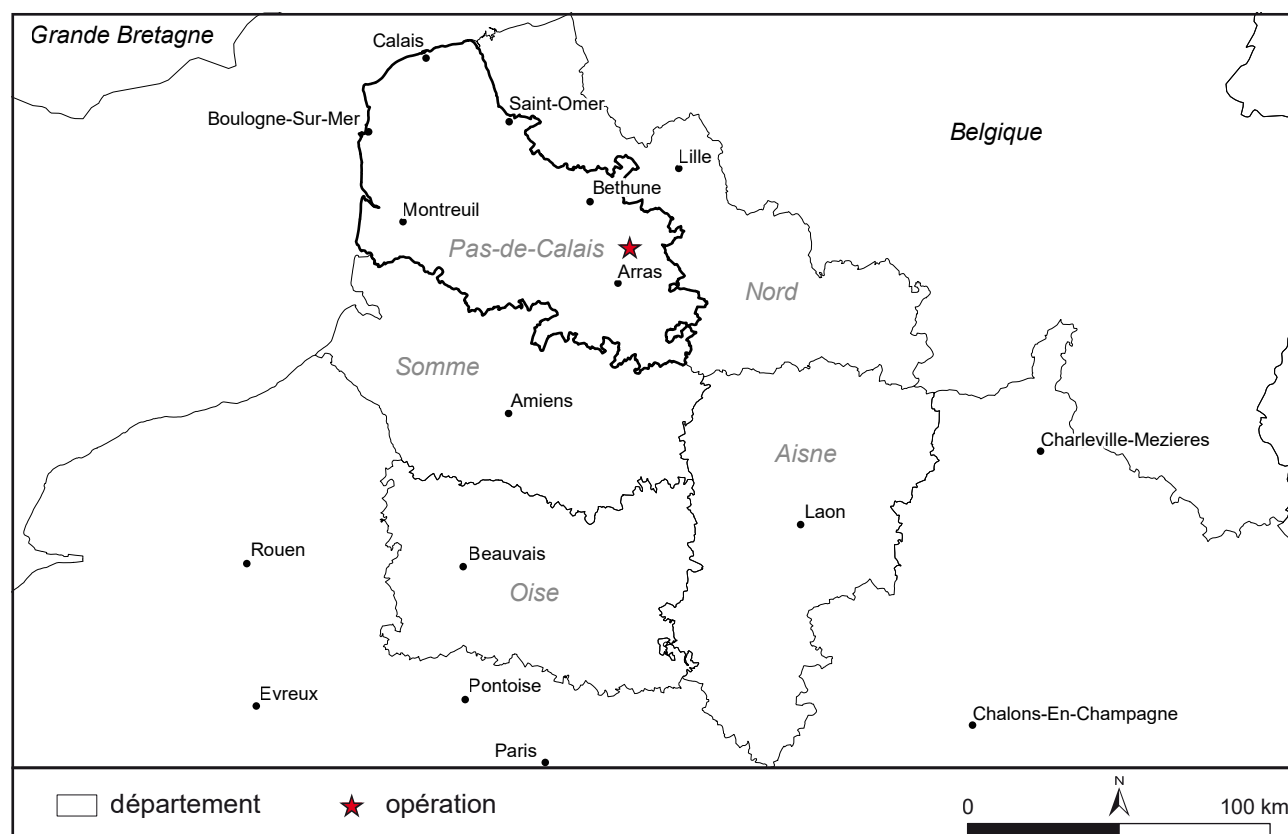 Grande Bretagne
Calais
Saint-Omer
Boulogne-Sur-Mer
Belgique
Lille
Bethune
Montreuil
Pas-de-Calais
Arras
Nord
Somme
Amiens
Charleville-Mezieres
Aisne
Laon
Rouen
Beauvais
Oise
Evreux
Pontoise
Chalons-En-Champagne
Paris
département
opération
N
0
100 km